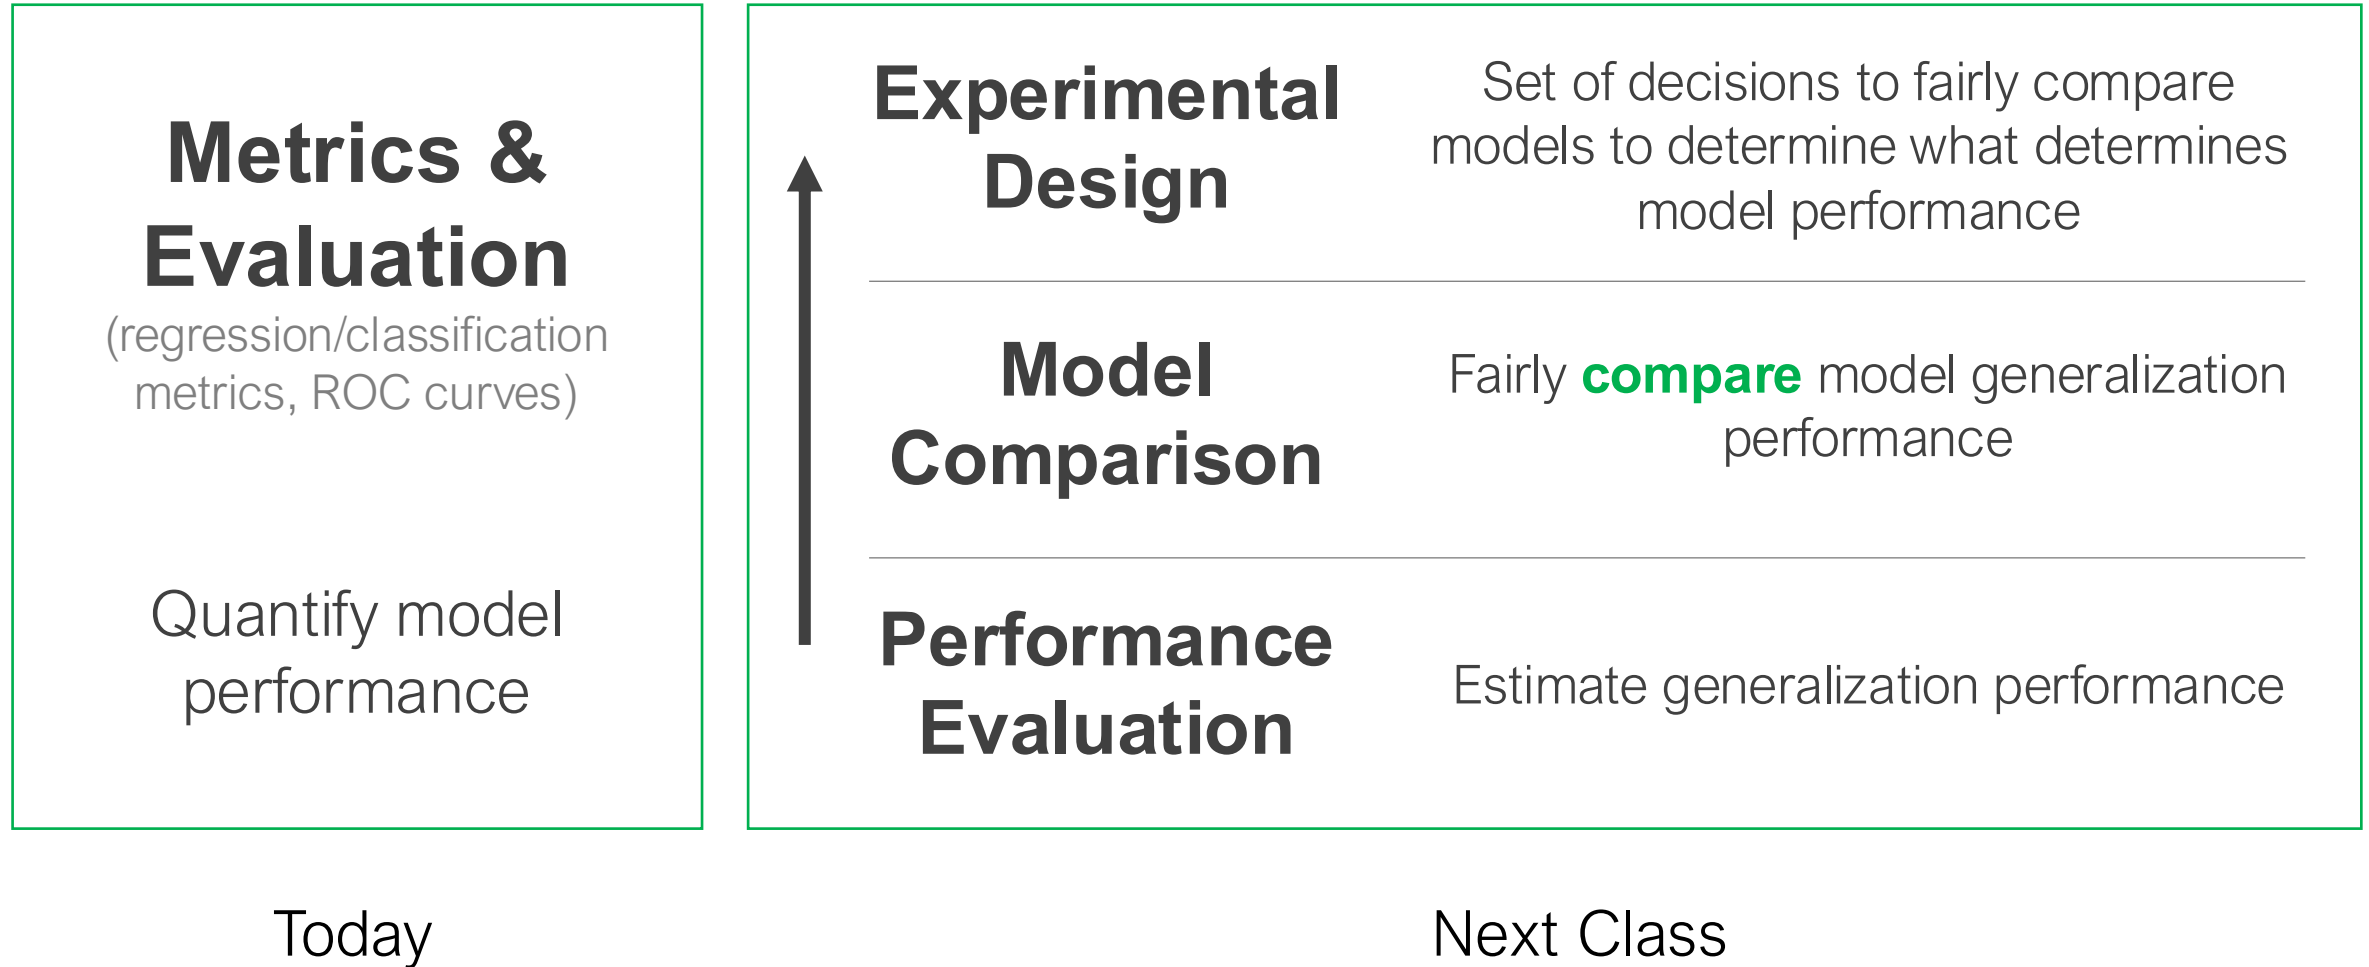 Metrics &
Evaluation
(regression/classification
metrics, ROC curves)
Quantify model
performance
Today
Experimental
Design
Set of decisions to fairly compare
models to determine what determines
model performance
Model
Comparison
Fairly compare model generalization
performance
Performance
Evaluation
Estimate generalization performance
Next Class